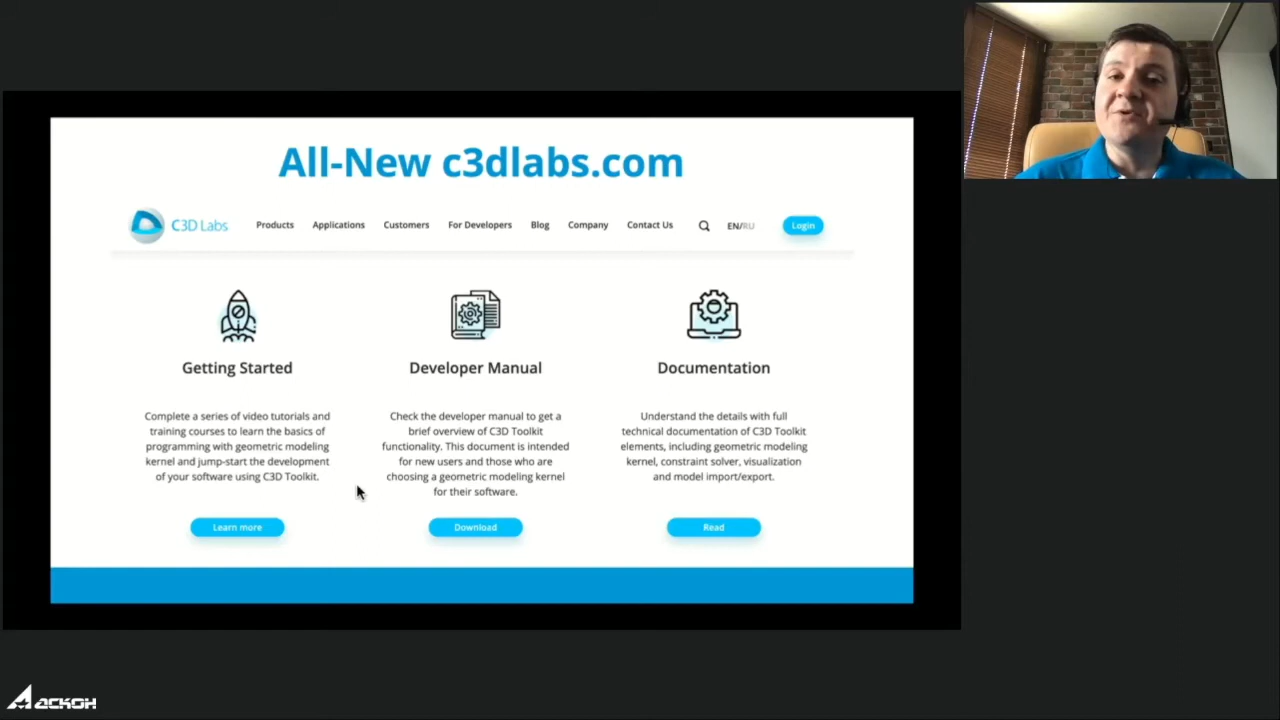 All-New c3dlabs.com
C3D Labs
Products
Applications
Customers
For Developers
Blog
Company
Contact Us
EN/RU
Login
Getting Started
Complete a series of video tutorials and
training courses to learn the basics of
programming with geometric modeling
kernel and jump-start the development
of your software using C3D Toolkit.
Learn more
Developer Manual
Check the developer manual to get a
brief overview of C3D Toolkit
functionality. This document is intended
for new users and those who are
choosing a geometric modeling kernel
for their software.
Download
Documentation
Understand the details with full
technical documentation of C3D Toolkit
elements, including geometric modeling
kernel, constraint solver, visualization
and model import/export.
Read
АСКОН